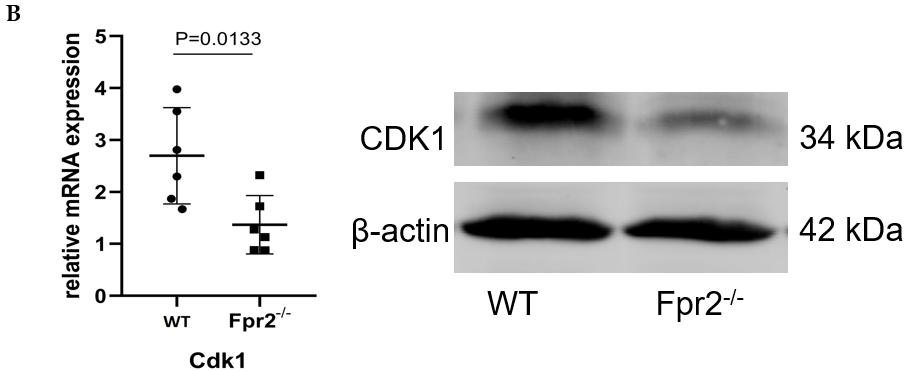 B
relative mRNA expression
5
4
3
2
1
0
P=0.0133
WT
Fpr2-/-
Cdk1
CDK1
34 kDa
β-actin
42 kDa
WT
Fpr2-/-